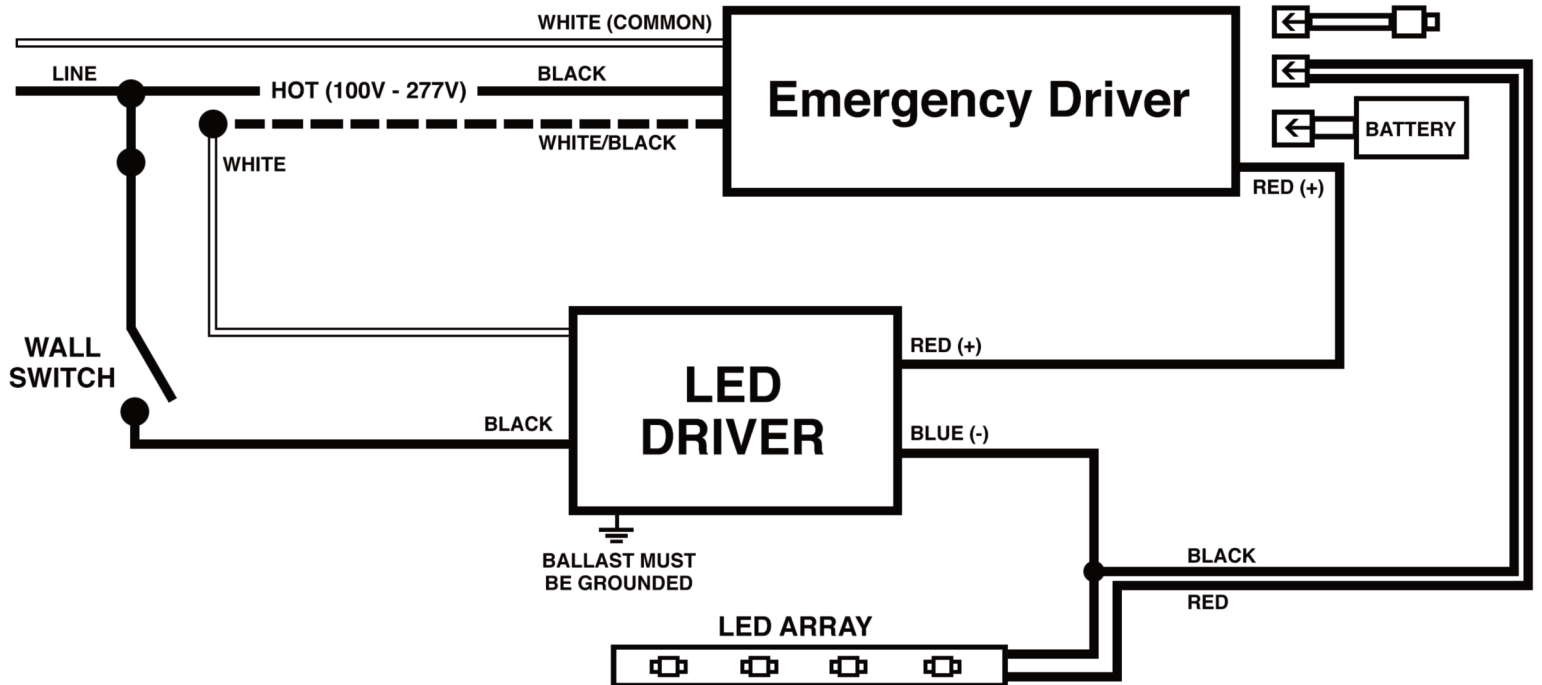 WHITE (COMMON)
LINE
HOT (100V - 277V)
BLACK
WHITE/BLACK
WHITE
Emergency Driver
BATTERY
RED (+)
WALL
SWITCH
BLACK
LED
DRIVER
RED (+)
BLUE (-)
BALLAST MUST
BE GROUNDED
BLACK
RED
LED ARRAY